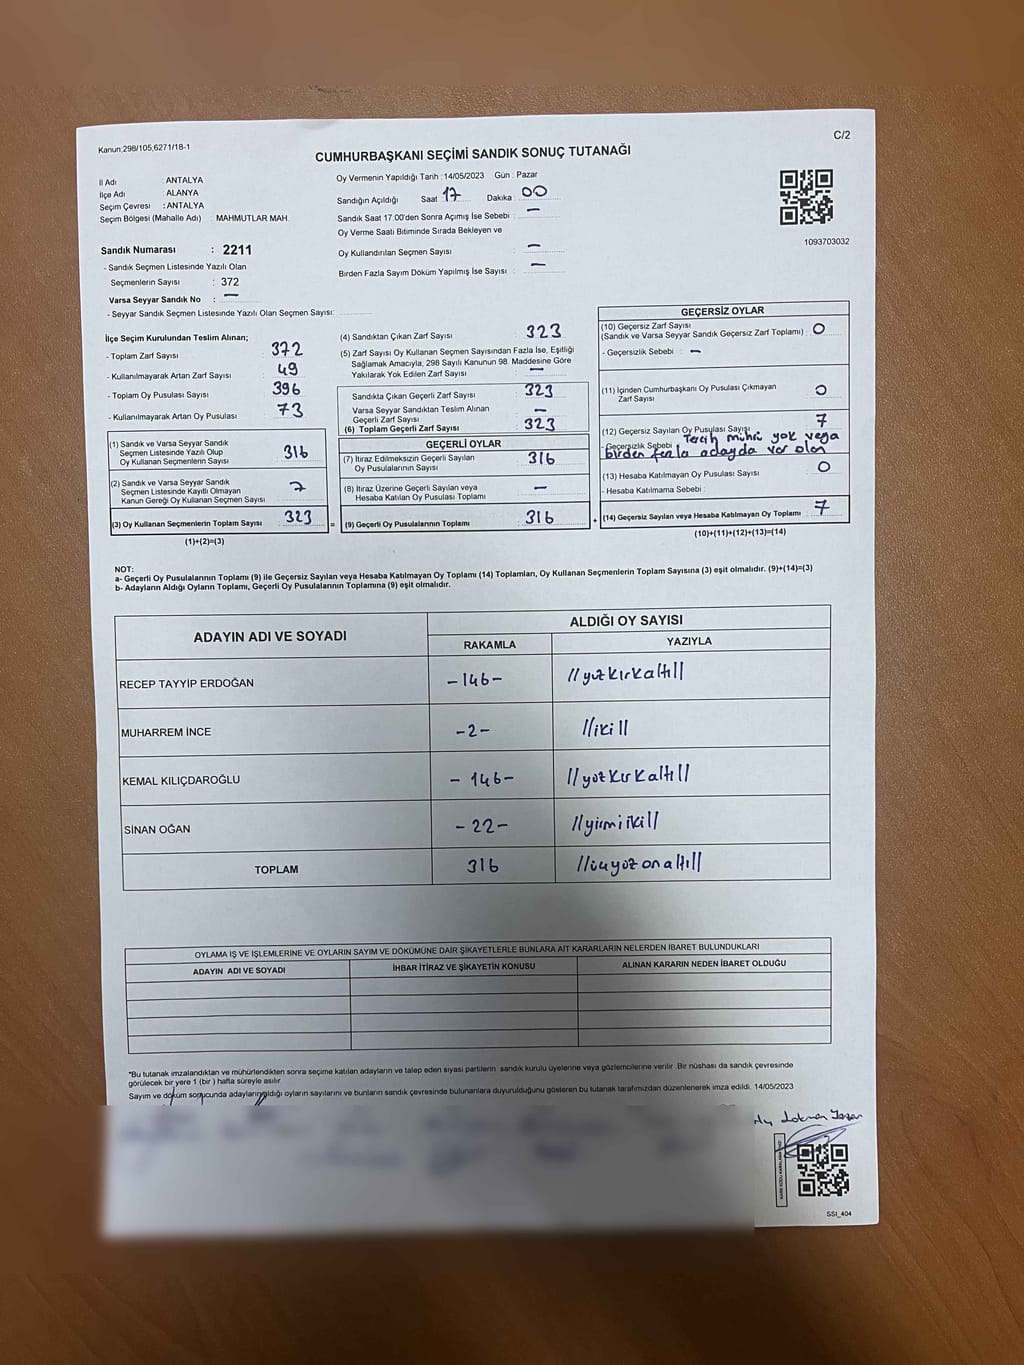 C/2
Kanun:298/105,6271/18-1
CUMHURBAŞKANI SEÇİMİ SANDIK SONUÇ TUTANAĞI
İl Adı : ANTALYA
İlçe Adı : ALANYA
Seçim Çevresi : ANTALYA
Seçim Bölgesi (Mahalle Adı) : MAHMUTLAR MAH.
Oy Vermenin Yapıldığı Tarih :14/05/2023 Gün : Pazar
Sandığın Açıldığı Saat 17 Dakika : 00
Sandık Saat 17:00'den Sonra Açımış İse Sebebi : –
Oy Verme Saati Bitiminde Sırada Bekleyen ve
Oy Kullandırılan Seçmen Sayısı : –
Birden Fazla Sayım Döküm Yapılmış İse Sayısı : –
1093703032
Sandık Numarası : 2211
- Sandık Seçmen Listesinde Yazılı Olan
Seçmenlerin Sayısı : 372
Varsa Seyyar Sandık No : –
- Seyyar Sandık Seçmen Listesinde Yazılı Olan Seçmen Sayısı:
İlçe Seçim Kurulundan Teslim Alınan;
- Toplam Zarf Sayısı : 372
- Kullanılmayarak Artan Zarf Sayısı : 49
- Toplam Oy Pusulası Sayısı : 396
- Kullanılmayarak Artan Oy Pusulası : 73
(1) Sandık ve Varsa Seyyar Sandık
Seçmen Listesinde Yazılı Olup
Oy Kullanan Seçmenlerin Sayısı 316
(2) Sandık ve Varsa Seyyar Sandık
Seçmen Listesinde Kayıtlı Olmayan
Kanun Gereği Oy Kullanan Seçmen Sayısı 7
(3) Oy Kullanan Seçmenlerin Toplam Sayısı 323 =
(1)+(2)=(3)
(4) Sandıktan Çıkan Zarf Sayısı : 323
(5) Zarf Sayısı Oy Kullanan Seçmen Sayısından Fazla İse, Eşitliği
Sağlamak Amacıyla, 298 Sayılı Kanunun 98. Maddesine Göre
Yakılarak Yok Edilen Zarf Sayısı : –
Sandıkta Çıkan Geçerli Zarf Sayısı : 323
Varsa Seyyar Sandıktan Teslim Alınan
Geçerli Zarf Sayısı : –
(6) Toplam Geçerli Zarf Sayısı : 323
GEÇERLİ OYLAR
(7) İtiraz Edilmeksizin Geçerli Sayılan
Oy Pusulalarının Sayısı : 316
(8) İtiraz Üzerine Geçerli Sayılan veya
Hesaba Katılan Oy Pusulası Toplamı : –
(9) Geçerli Oy Pusulalarının Toplamı : 316 +
GEÇERSİZ OYLAR
(10) Geçersiz Zarf Sayısı
(Sandık ve Varsa Seyyar Sandık Geçersiz Zarf Toplamı) : 0
- Geçersizlik Sebebi : –
(11) İçinden Cumhurbaşkanı Oy Pusulası Çıkmayan
Zarf Sayısı : 0
(12) Geçersiz Sayılan Oy Pusulası Sayısı : 7
- Geçersizlik Sebebi Tercih mührü yok veya
birden fazla adayda var olan
(13) Hesaba Katılmayan Oy Pusulası Sayısı : 0
- Hesaba Katılmama Sebebi :
(14) Geçersiz Sayılan veya Hesaba Katılmayan Oy Toplamı : 7
(10)+(11)+(12)+(13)=(14)
NOT:
a- Geçerli Oy Pusulalarının Toplamı (9) ile Geçersiz Sayılan veya Hesaba Katılmayan Oy Toplamı (14) Toplamları, Oy Kullanan Seçmenlerin Toplam Sayısına (3) eşit olmalıdır. (9)+(14)=(3)
b- Adayların Aldığı Oyların Toplamı, Geçerli Oy Pusulalarının Toplamına (9) eşit olmalıdır.
ADAYIN ADI VE SOYADI ALDIĞI OY SAYISI
RAKAMLA YAZIYLA
RECEP TAYYİP ERDOĞAN –146– //yüzkırkaltı//
MUHARREM İNCE –2– //iki//
KEMAL KILIÇDAROĞLU –146– //yüzkırkaltı//
SİNAN OĞAN –22– //yirmiiki//
TOPLAM 316 //üçyüzonaltı//
OYLAMA İŞ VE İŞLEMLERİNE VE OYLARIN SAYIM VE DÖKÜMÜNE DAİR ŞİKAYETLERLE BUNLARA AİT KARARLARIN NELERDEN İBARET BULUNDUKLARI
ADAYIN ADI VE SOYADI İHBAR İTİRAZ VE ŞİKAYETİN KONUSU ALINAN KARARIN NEDEN İBARET OLDUĞU
"Bu tutanak imzalandıktan ve mühürlendikten sonra seçime katılan adayların ve talep eden siyasi partilerin sandık kurulu üyelerine veya gözlemcilerine verilir. Bir nüshası da sandık çevresinde
görülecek bir yere 1 (bir ) hafta süreyle asılır
Sayım ve döküm sonucunda adayların aldığı oyların sayılarını ve bunların sandık çevresinde bulunanlara duyurulduğunu gösteren bu tutanak tarafımızdan düzenlenerek imza edildi. 14/05/2023
SSI_404